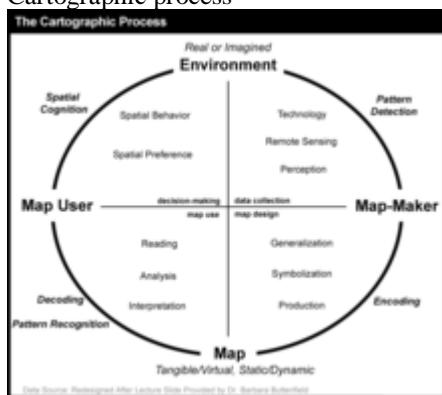 Cartographic process
The Cartographic Process
Real or Imagined
Environment
Spatial
Cognition
Pattern
Detection
Spatial Behavior
Technology
Spatial Preference
Remote Sensing
Perception
Map User
decision-making
data collection
Map-Maker
map use
map design
Reading
Generalization
Analysis
Symbolization
Decoding
Interpretation
Production
Encoding
Pattern Recognition
Map
Tangible/Virtual, Static/Dynamic
Data Source: Redesigned After Lecture Slide Provided by Dr. Barbara Buttenfield